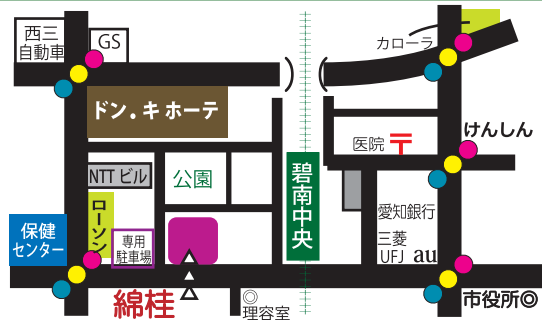 西三
自動車
GS
カローラ
ドン.キホーテ
けんしん
医院
〒
NTTビル
公園
碧南中央
愛知銀行
ローソン
保健
センター
専用
駐車場
三菱
UFJ
au
綿桂
◎
理容室
市役所◎